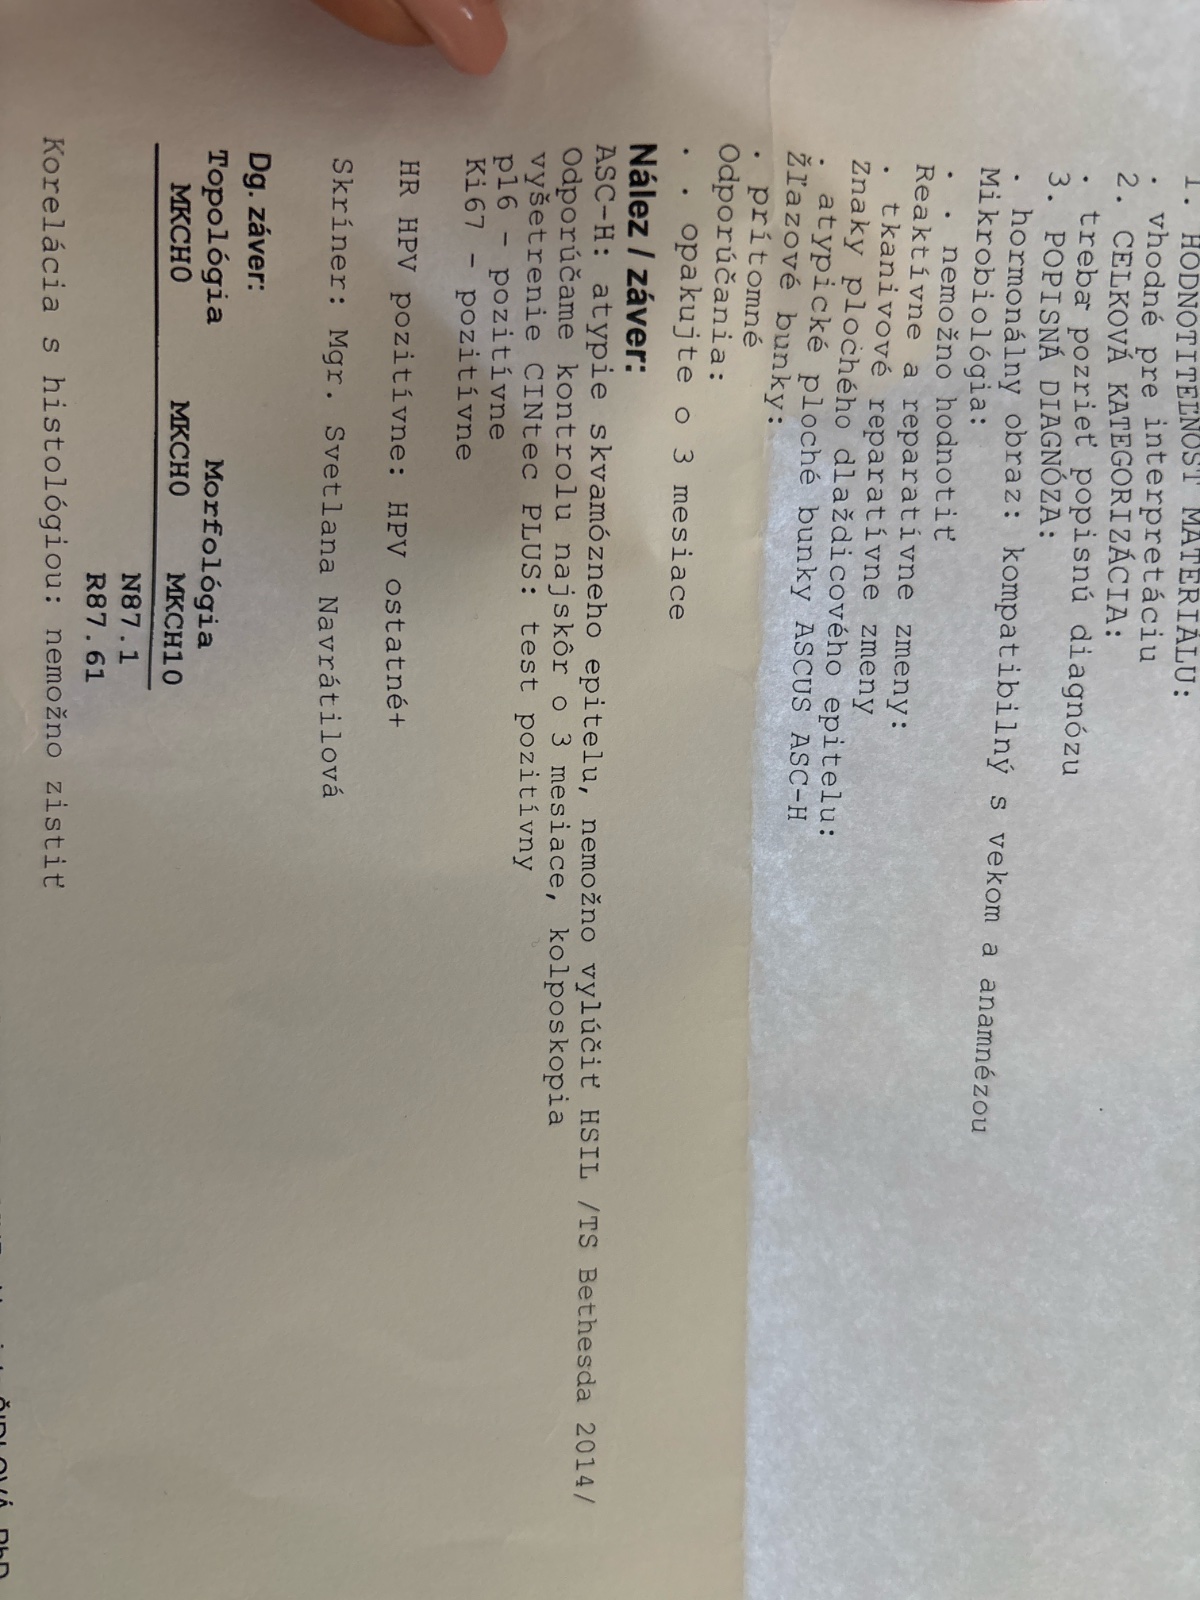 1. HODNOTITEĽNOSŤ MATERIÁLU:
· vhodné pre interpretáciu
2. CELKOVÁ KATEGORIZÁCIA:
· treba pozrieť popisnú diagnózu
3. POPISNÁ DIAGNÓZA:
· hormonálny obraz: kompatibilný s vekom a anamnézou
Mikrobiológia:
· · nemožno hodnotiť
Reaktívne a reparatívne zmeny:
· tkanivové reparatívne zmeny
Znaky plochého dlaždicového epitelu:
· atypické ploché bunky ASCUS ASC-H
Žľazové bunky:
· prítomné
Odporúčania:
· · opakujte o 3 mesiace
Nález / záver:
ASC-H: atypie skvamózneho epitelu, nemožno vylúčiť HSIL /TS Bethesda 2014/
Odporúčame kontrolu najskôr o 3 mesiace, kolposkopia
vyšetrenie CINtec PLUS: test pozitívny
p16 - pozitívne
Ki67 - pozitívne
HR HPV pozitívne: HPV ostatné+
Skríner: Mgr. Svetlana Navrátilová
Dg. záver:
Topológia Morfológia
MKCHO MKCHO MKCH10
N87.1
R87.61
Korelácia s histológiou: nemožno zistiť